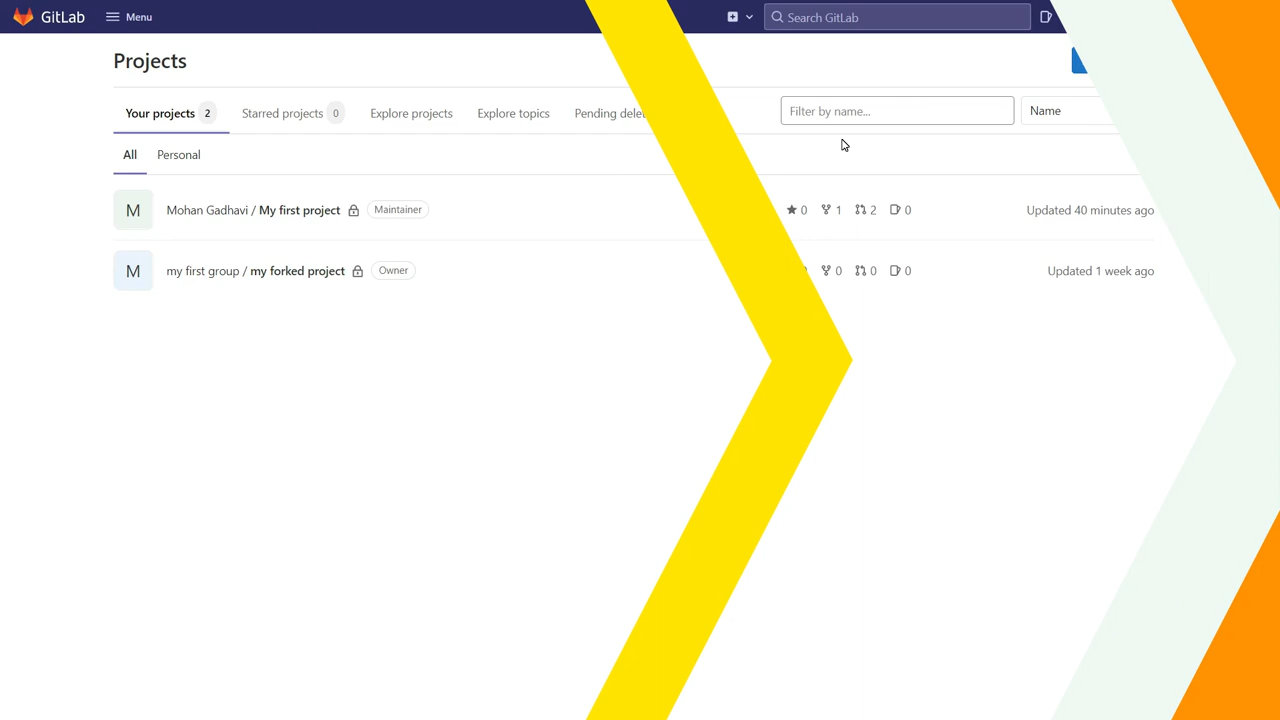 GitLab Menu Search GitLab
Projects
Your projects 2 Starred projects 0 Explore projects Explore topics Pending Filter by name... Name
All Personal
M Mohan Gadhavi / My first project Maintainer 0 1 2 0 Updated 40 minutes ago
M my first group / my forked project Owner 0 0 0 Updated 1 week ago